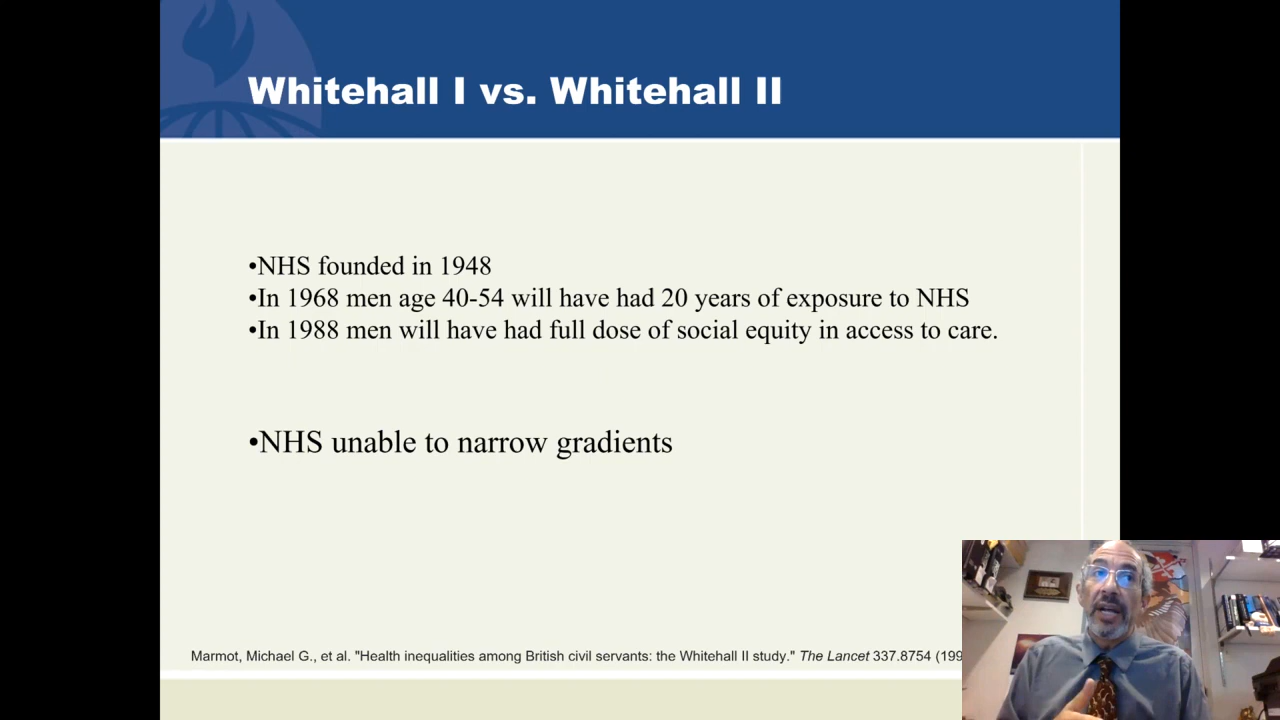 Whitehall I vs. Whitehall II
•NHS founded in 1948
•In 1968 men age 40-54 will have had 20 years of exposure to NHS
•In 1988 men will have had full dose of social equity in access to care.
•NHS unable to narrow gradients
Marmot, Michael G., et al. "Health inequalities among British civil servants: the Whitehall II study." The Lancet 337.8754 (199